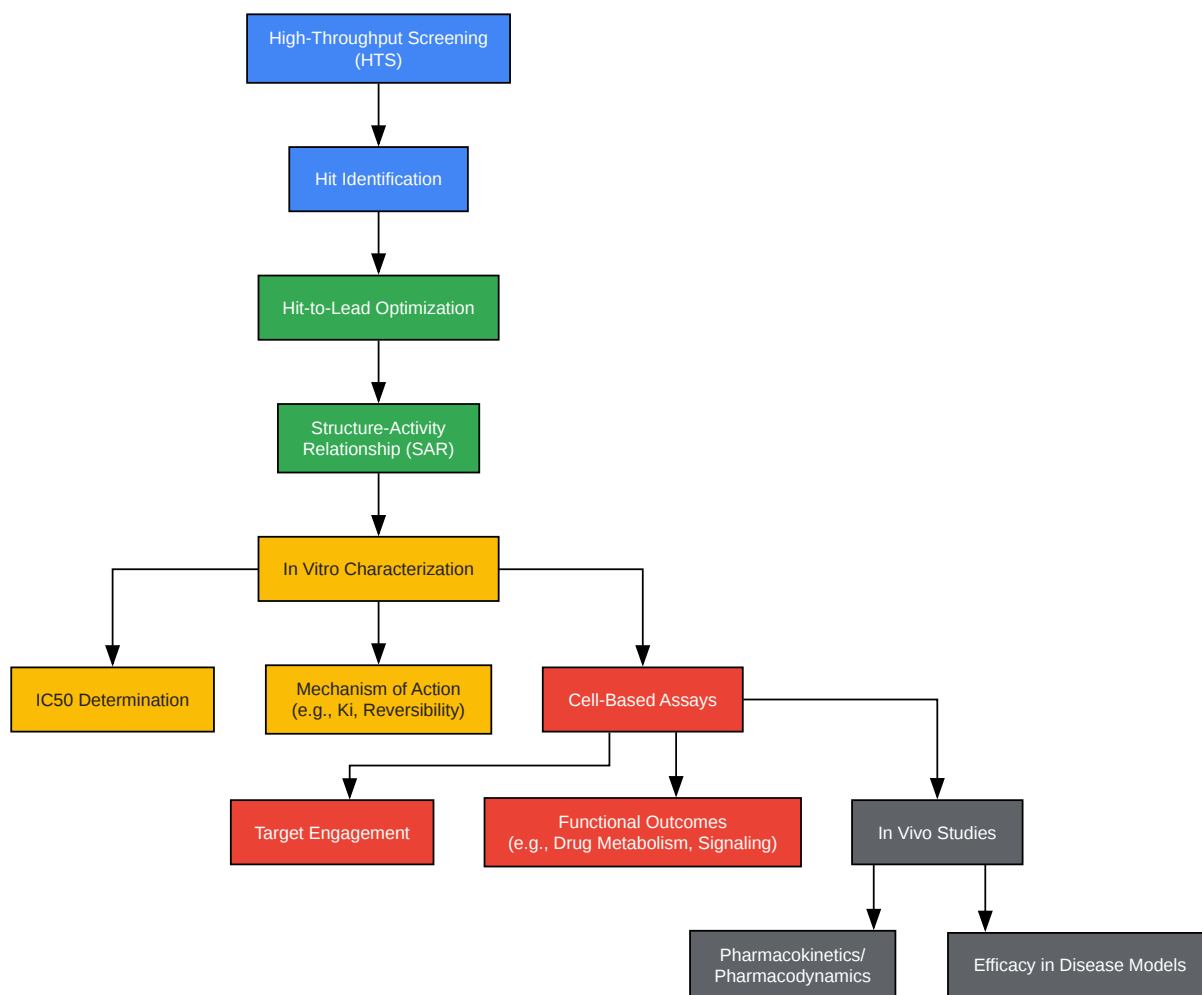 High-Throughput Screening
(HTS)
Hit Identification
Hit-to-Lead Optimization
Structure-Activity
Relationship (SAR)
In Vitro Characterization
IC50 Determination
Mechanism of Action
(e.g., Ki, Reversibility)
Cell-Based Assays
Target Engagement
Functional Outcomes
(e.g., Drug Metabolism, Signaling)
In Vivo Studies
Pharmacokinetics/
Pharmacodynamics
Efficacy in Disease Models